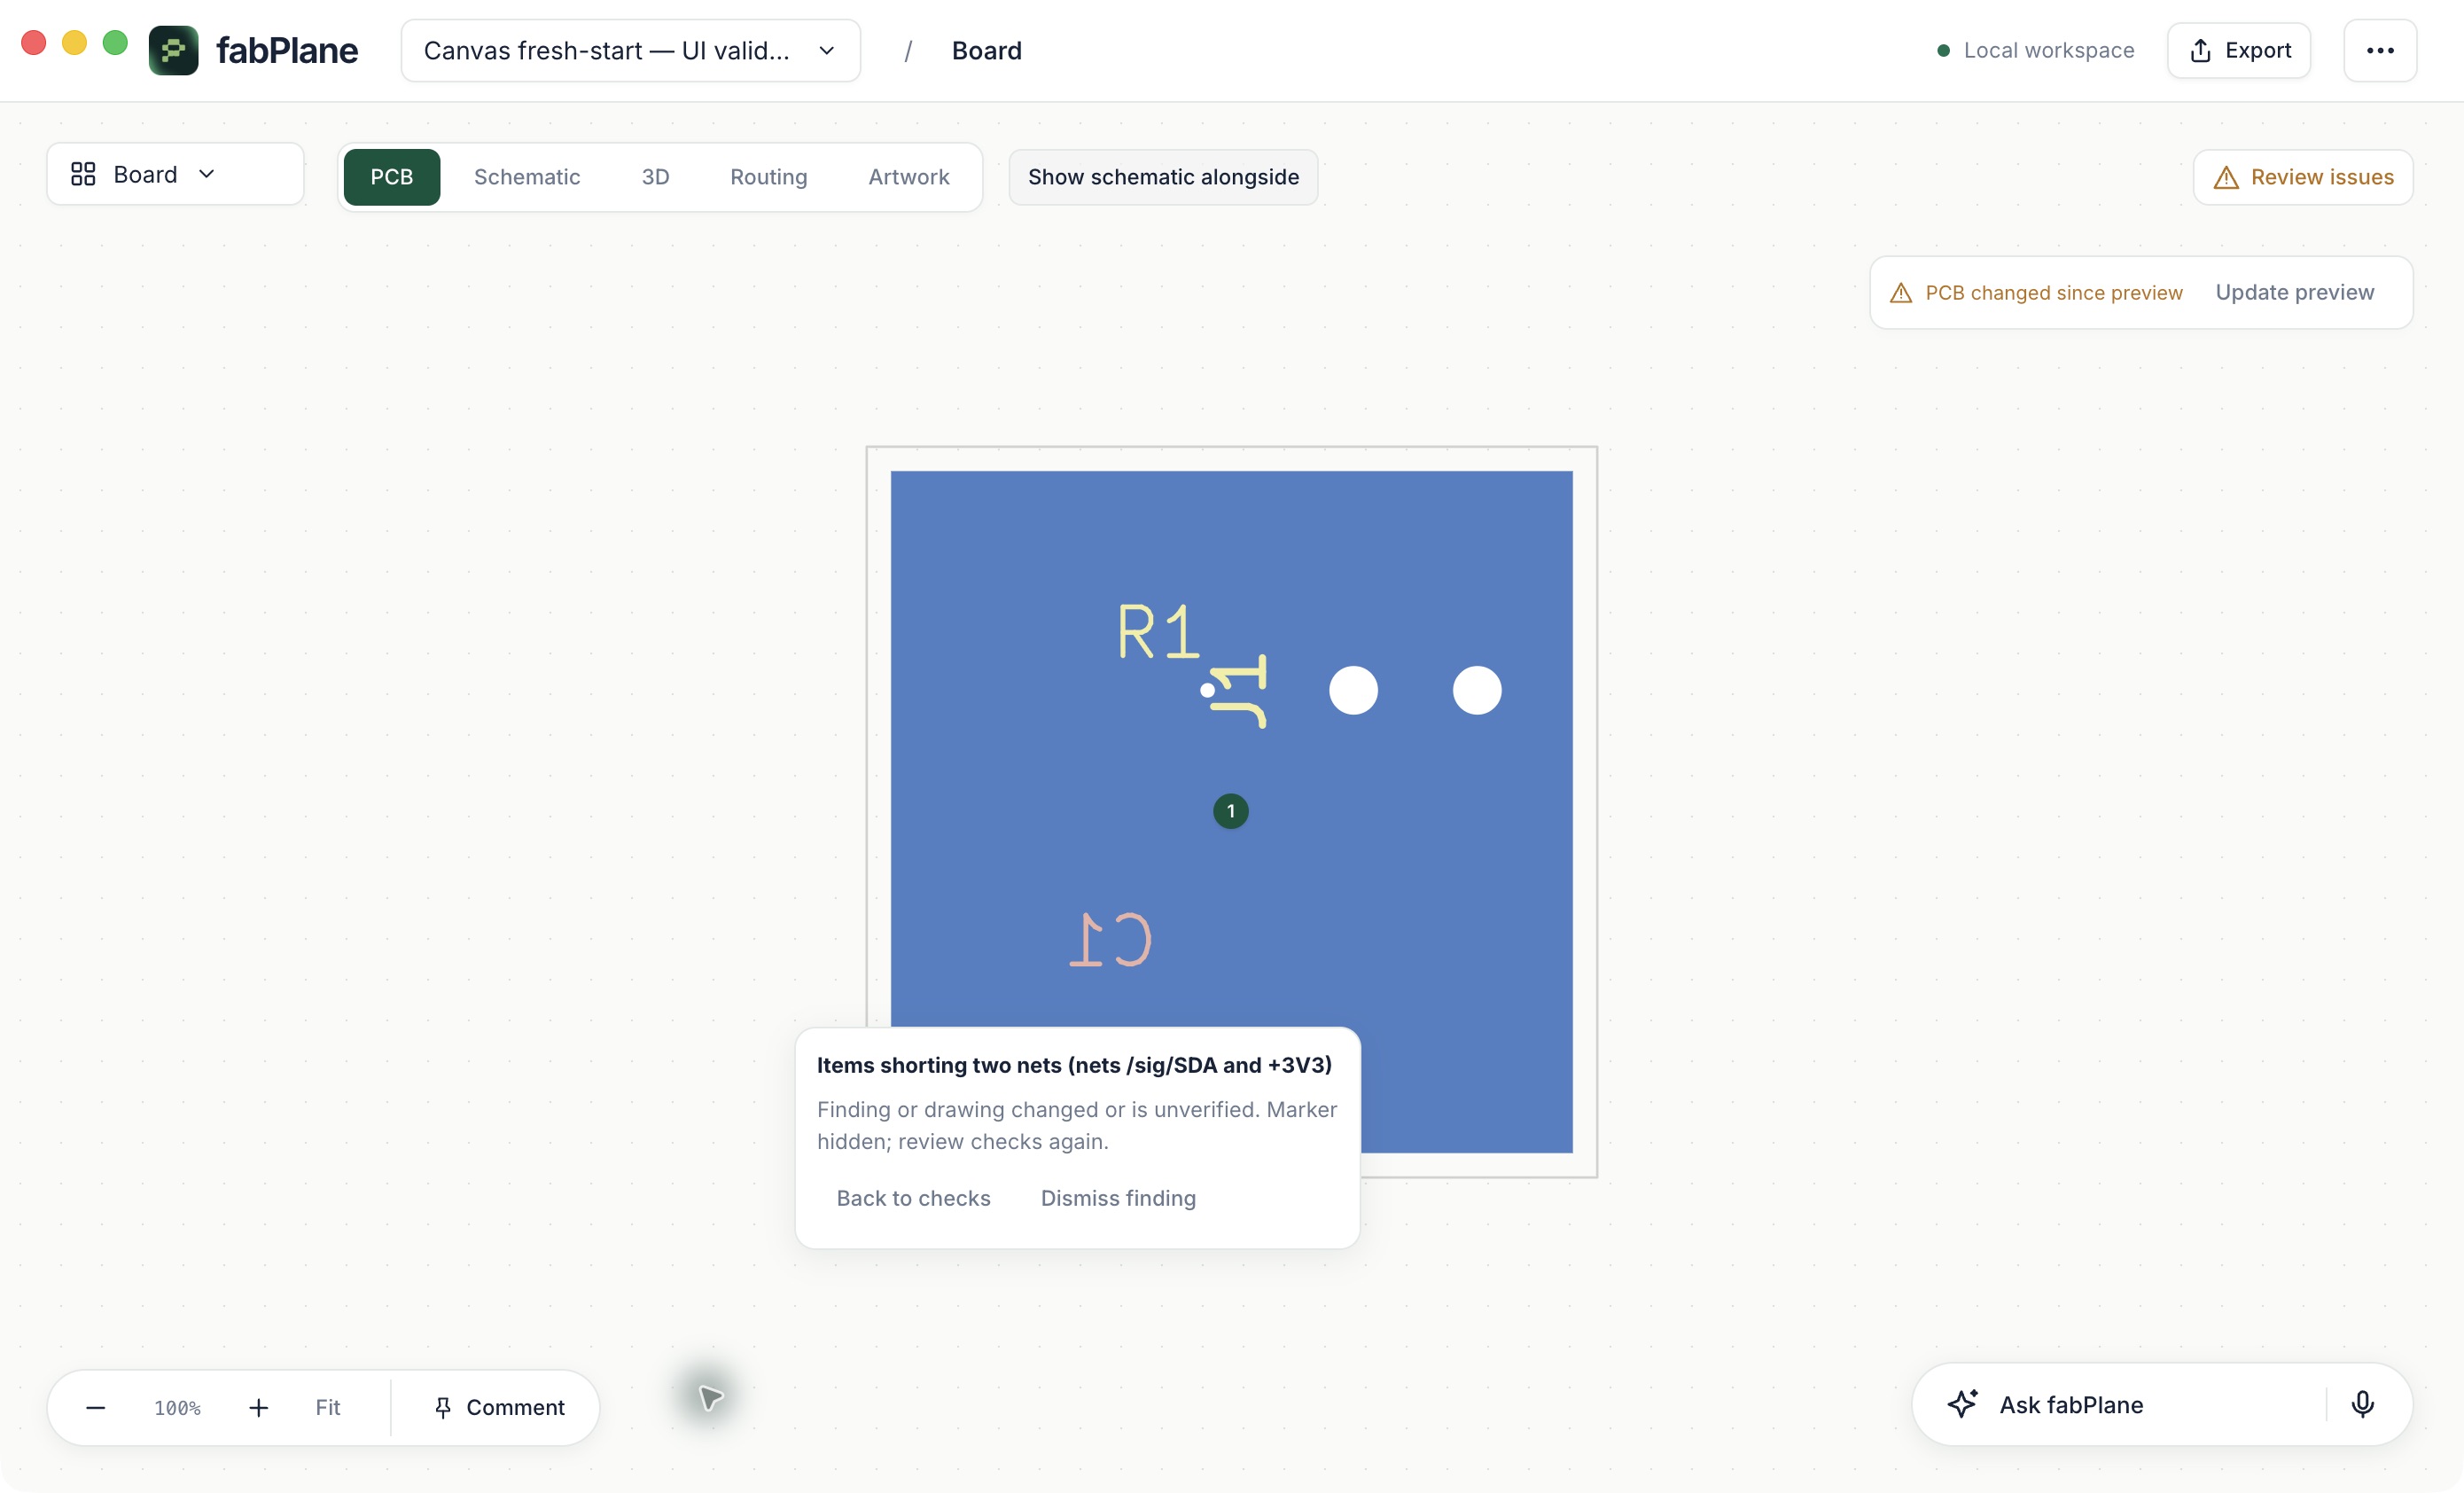 fabPlane
Canvas fresh-start — UI valid...
/
Board
Local workspace
Export
Board
PCB
Schematic
3D
Routing
Artwork
Show schematic alongside
Review issues
PCB changed since preview
Update preview
R1
J1
1
C1
Items shorting two nets (nets /sig/SDA and +3V3)
Finding or drawing changed or is unverified. Marker
hidden; review checks again.
Back to checks
Dismiss finding
100%
Fit
Comment
Ask fabPlane